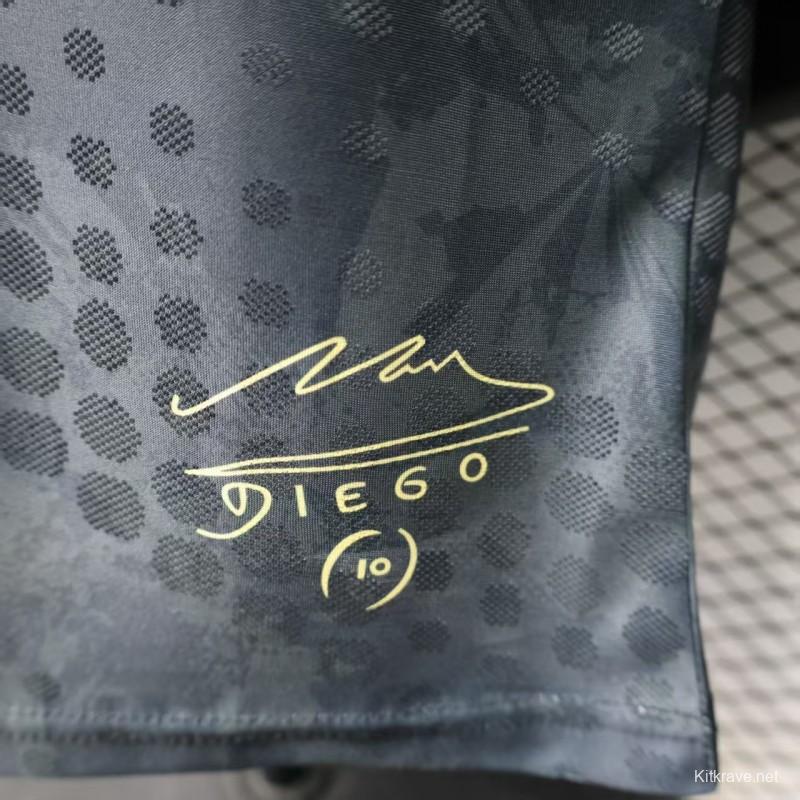 DIEGO
(10)
Kitkrave.net